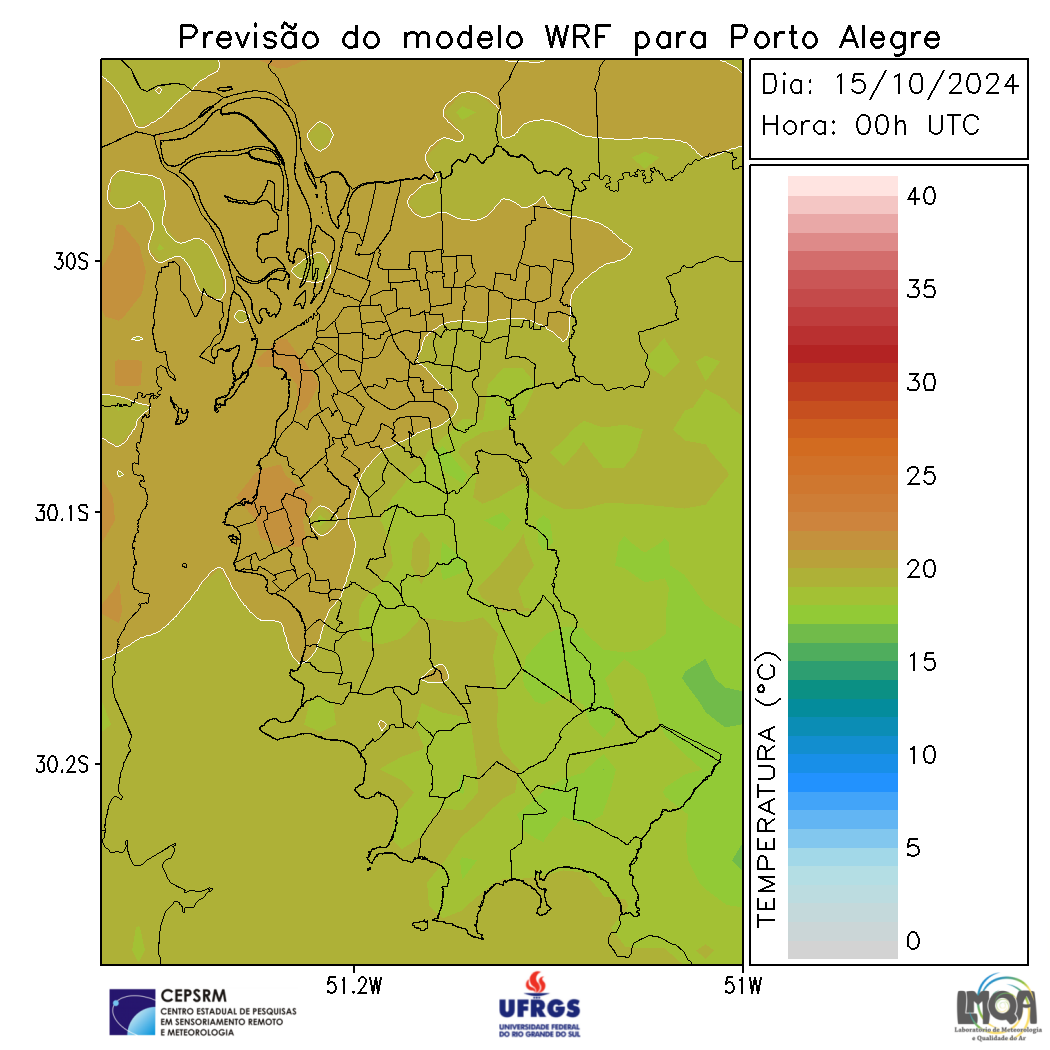 Previsão do modelo WRF para Porto Alegre
Dia: 15/10/2024
Hora: 00h UTC
30S
30.1S
30.2S
51.2W
51W
TEMPERATURA (°C)
40
35
30
25
20
15
10
5
0
CEPSRM
CENTRO ESTADUAL DE PESQUISAS
EM SENSORIAMENTO REMOTO
E METEOROLOGIA
UFRGS
UNIVERSIDADE FEDERAL
DO RIO GRANDE DO SUL
LMQA
Laboratório de Meteorologia
e Qualidade do Ar